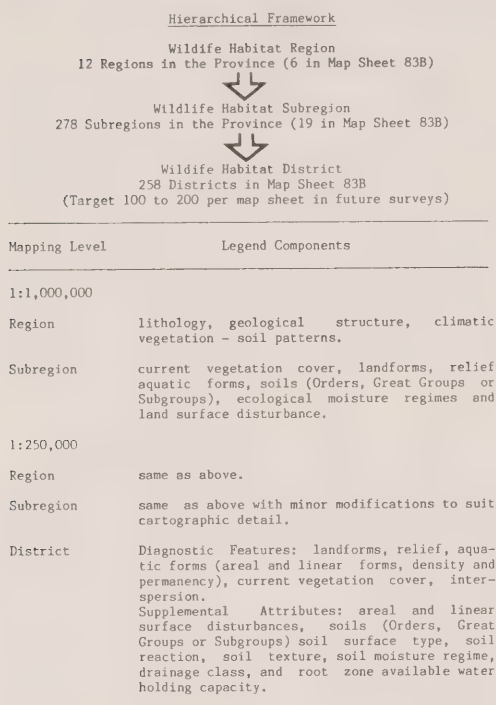 Hierarchical Framework
Wildife Habitat Region
12 Regions in the Province (6 in Map Sheet 83B)
Wildlife Habitat Subregion
278 Subregions in the Province (19 in Map Sheet 83B)
Wildlife Habitat District
258 Districts in Map Sheet 83B
(Target 100 to 200 per map sheet in future surveys)
Mapping Level Legend Components
1:1,000,000
Region lithology, geological structure, climatic
vegetation - soil patterns.
Subregion current vegetation cover, landforms, relief
aquatic forms, soils (Orders, Great Groups or
Subgroups), ecological moisture regimes and
land surface disturbance.
1:250,000
Region same as above.
Subregion same as above with minor modifications to suit
cartographic detail.
District Diagnostic Features: landforms, relief, aqua-
tic forms (areal and linear forms, density and
permanency), current vegetation cover, inter-
spersion.
Supplemental Attributes: areal and linear
surface disturbances, soils (Orders, Great
Groups or Subgroups) soil surface type, soil
reaction, soil texture, soil moisture regime,
drainage class, and root zone available water
holding capacity.